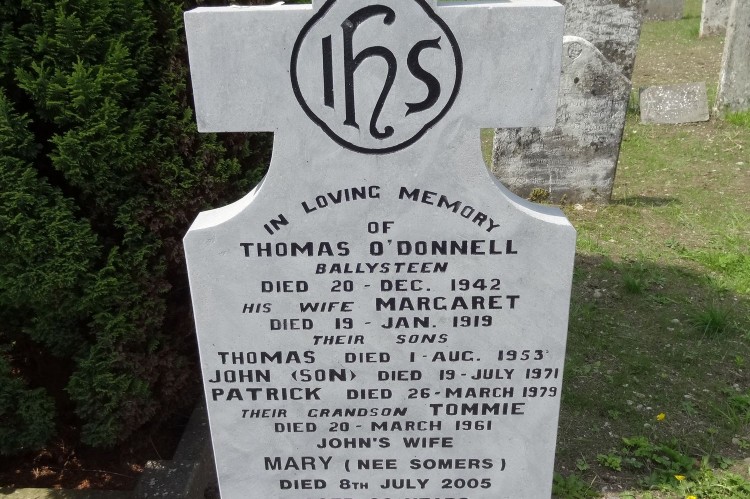 IHS
IN LOVING MEMORY
OF
THOMAS O'DONNELL
BALLYSTEEN
DIED 20 - DEC. 1942
HIS WIFE MARGARET
DIED 19 - JAN. 1919
THEIR SONS
THOMAS DIED 1 - AUG. 1953
JOHN (SON) DIED 19 - JULY 1971
PATRICK DIED 26 - MARCH 1979
THEIR GRANDSON TOMMIE
DIED 20 - MARCH 1961
JOHN'S WIFE
MARY (NEE SOMERS)
DIED 8TH JULY 2005